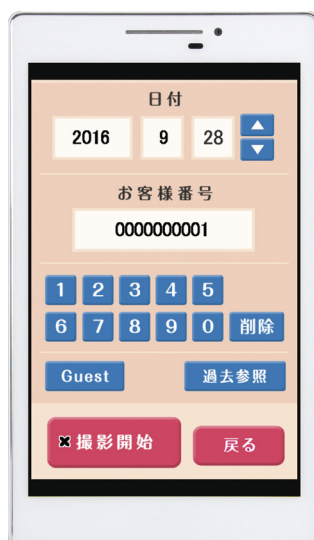 日付
2016 9 28
お客様番号
0000000001
1 2 3 4 5
6 7 8 9 0 削除
Guest 過去参照
撮影開始 戻る